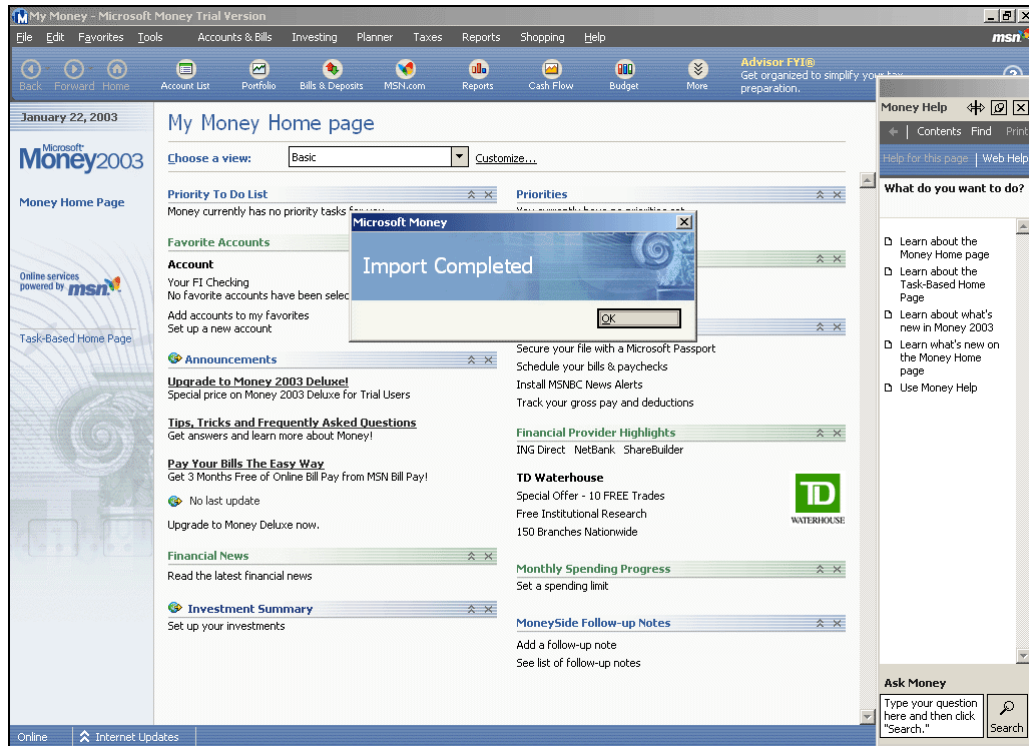 My Money - Microsoft Money Trial Version
File Edit Favorites Tools Accounts & Bills Investing Planner Taxes Reports Shopping Help
msn
Back Forward Home Account List Portfolio Bills & Deposits MSN.com Reports Cash Flow Budget More
Advisor FYI®
Get organized to simplify your tax
preparation.
January 22, 2003
Microsoft
Money2003
Money Home Page
Online services
powered by msn
Task-Based Home Page
My Money Home page
Choose a view: Basic Customize...
Priority To Do List
Money currently has no priority tasks for you
Favorite Accounts
Account
Your FI Checking
No favorite accounts have been selec
Add accounts to my favorites
Set up a new account
Announcements
Upgrade to Money 2003 Deluxe!
Special price on Money 2003 Deluxe for Trial Users
Tips, Tricks and Frequently Asked Questions
Get answers and learn more about Money!
Pay Your Bills The Easy Way
Get 3 Months Free of Online Bill Pay from MSN Bill Pay!
No last update
Upgrade to Money Deluxe now.
Financial News
Read the latest financial news
Investment Summary
Set up your investments
Priorities
You currently have no priorities set
Microsoft Money
Import Completed
OK
Secure your file with a Microsoft Passport
Schedule your bills & paychecks
Install MSNBC News Alerts
Track your gross pay and deductions
Financial Provider Highlights
ING Direct NetBank ShareBuilder
TD Waterhouse
Special Offer - 10 FREE Trades
Free Institutional Research
150 Branches Nationwide
TD
WATERHOUSE
Monthly Spending Progress
Set a spending limit
MoneySide Follow-up Notes
Add a follow-up note
See list of follow-up notes
Money Help
Contents Find Print
Help for this page Web Help
What do you want to do?
Learn about the
Money Home page
Learn about the
Task-Based Home
Page
Learn about what's
new in Money 2003
Learn what's new on
the Money Home
page
Use Money Help
Ask Money
Type your question
here and then click
"Search."
Search
Online Internet Updates